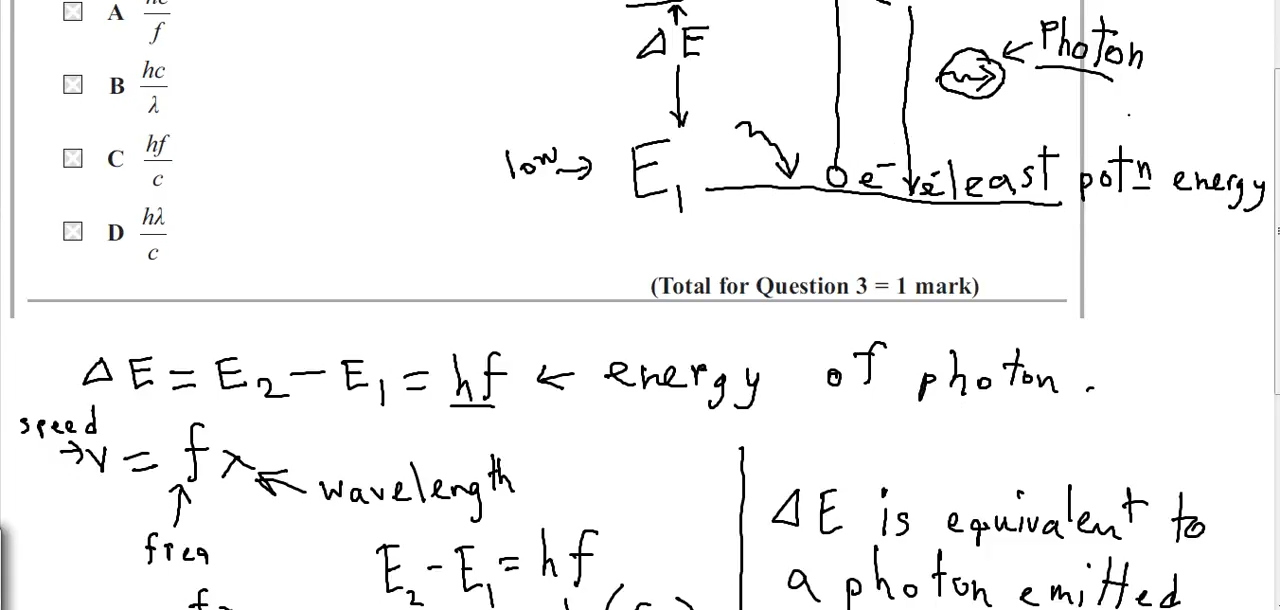 A hc/f
ΔE
← Photon
B hc/λ
C hf/c
low → E₁
e⁻ e⁻ least potn energy
D hλ/c
(Total for Question 3 = 1 mark)
ΔE = E₂ − E₁ = hf ← energy of photon.
speed
→ v = fλ ← wavelength
freq
E₂ − E₁ = hf
ΔE is equivalent to
a photon emitted